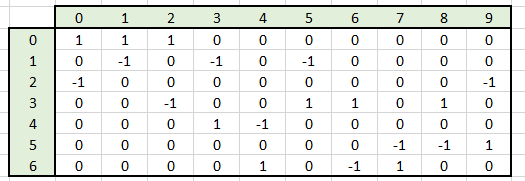 0 1 2 3 4 5 6 7 8 9
0 1 1 1 0 0 0 0 0 0 0
1 0 -1 0 -1 0 -1 0 0 0 0
2 -1 0 0 0 0 0 0 0 0 -1
3 0 0 -1 0 0 1 1 0 1 0
4 0 0 0 1 -1 0 0 0 0 0
5 0 0 0 0 0 0 0 -1 -1 1
6 0 0 0 0 1 0 -1 1 0 0